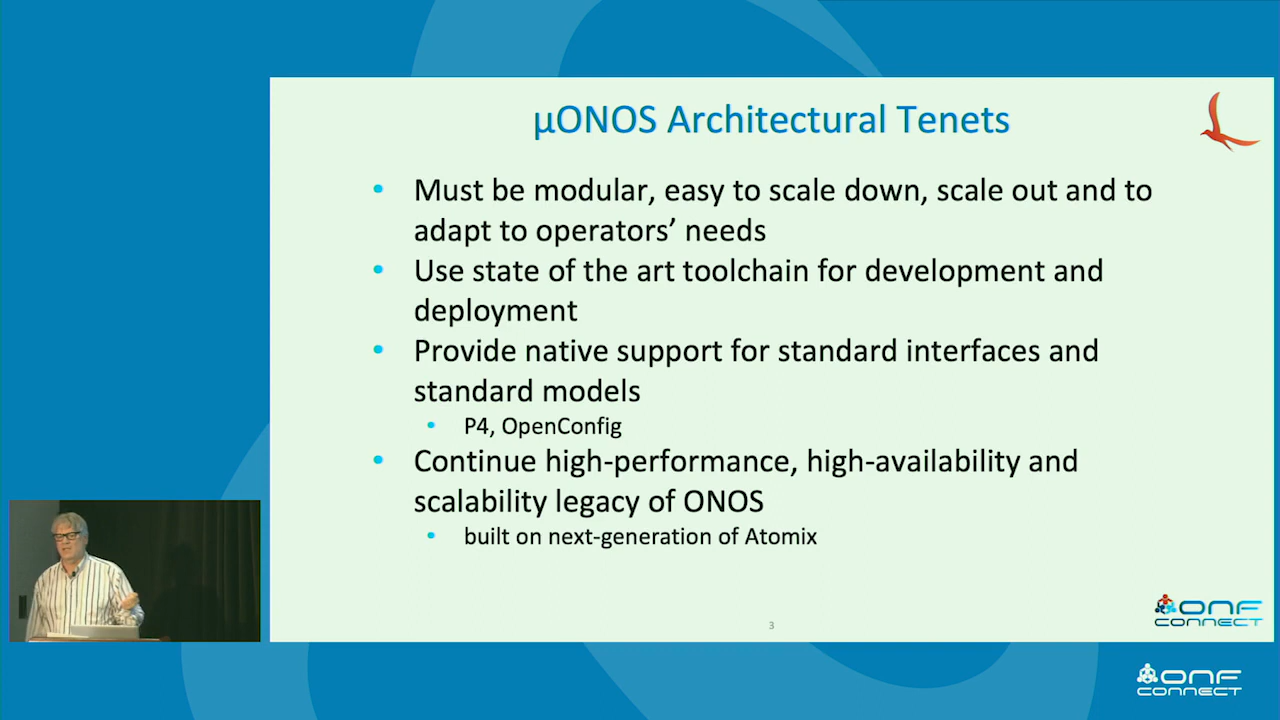 µONOS Architectural Tenets
• Must be modular, easy to scale down, scale out and to
adapt to operators’ needs
• Use state of the art toolchain for development and
deployment
• Provide native support for standard interfaces and
standard models
• P4, OpenConfig
• Continue high-performance, high-availability and
scalability legacy of ONOS
• built on next-generation of Atomix
3
ONF
CONNECT
ONF
CONNECT